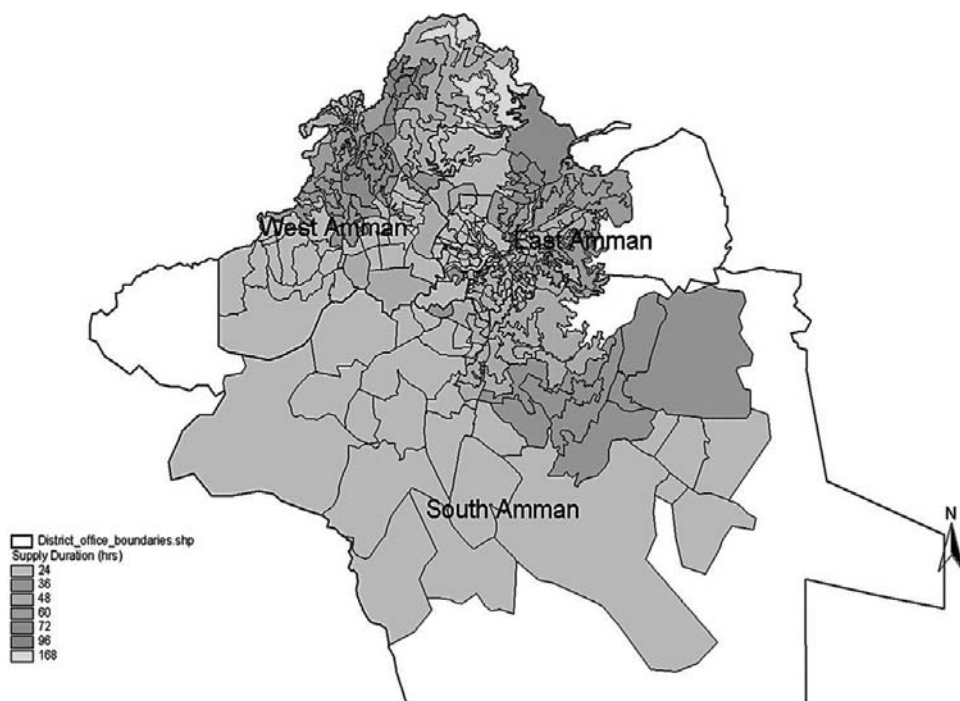 West Amman
East Amman
South Amman
N
District_office_boundaries.shp
Supply Duration (hrs)
24
36
48
60
72
96
168